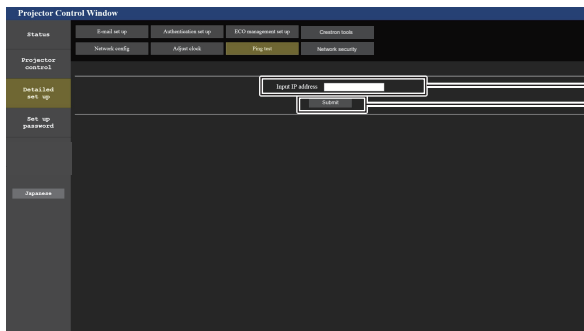 Projector Control Window
Status
E-mail set up
Authentication set up
ECO management set up
Crestron tools
Network config
Adjust clock
Ping test
Network security
Projector
control
Detailed
set up
Set up
password
Japanese
Input IP address
Submit